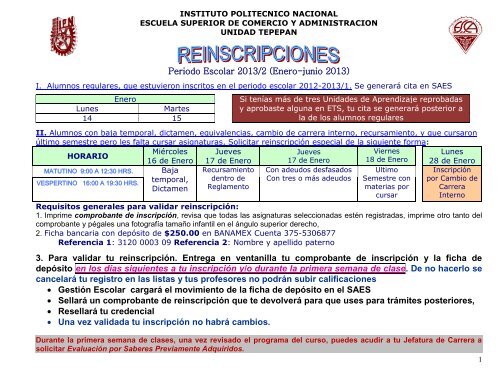 INSTITUTO POLITECNICO NACIONAL
ESCUELA SUPERIOR DE COMERCIO Y ADMINISTRACION
UNIDAD TEPEPAN
REINSCRIPCIONES
Periodo Escolar 2013/2 (Enero-junio 2013)
I. Alumnos regulares, que estuvieron inscritos en el periodo escolar 2012-2013/1. Se generará cita en SAES
Enero
Lunes Martes
14 15
Si tenías más de tres Unidades de Aprendizaje reprobadas
y aprobaste alguna en ETS, tu cita se generará posterior a
la de los alumnos regulares
II. Alumnos con baja temporal, dictamen, equivalencias, cambio de carrera interno, recursamiento, y que cursaron
último semestre pero les falta cursar asignaturas. Solicitar reinscripción especial de la siguiente forma:
HORARIO
Miércoles
16 de Enero
Jueves
17 de Enero
Jueves
17 de Enero
Viernes
18 de Enero
Lunes
28 de Enero
MATUTINO 9:00 A 12:30 HRS.
VESPERTINO 16:00 A 19:30 HRS.
Baja
temporal,
Dictamen
Recursamiento
dentro de
Reglamento
Con adeudos desfasados
Con tres o más adeudos
Ultimo
Semestre con
materias por
cursar
Inscripción
por Cambio de
Carrera
Interno
Requisitos generales para validar reinscripción:
1. Imprime comprobante de inscripción, revisa que todas las asignaturas seleccionadas estén registradas, imprime otro tanto del
comprobante y pégales una fotografía tamaño infantil en el ángulo superior derecho,
2. Ficha bancaria con depósito de $250.00 en BANAMEX Cuenta 375-5306877
Referencia 1: 3120 0003 09 Referencia 2: Nombre y apellido paterno
3. Para validar tu reinscripción. Entrega en ventanilla tu comprobante de inscripción y la ficha de
depósito en los días siguientes a tu inscripción y/o durante la primera semana de clase. De no hacerlo se
cancelará tu registro en las listas y tus profesores no podrán subir calificaciones
• Gestión Escolar cargará el movimiento de la ficha de depósito en el SAES
• Sellará un comprobante de reinscripción que te devolverá para que uses para trámites posteriores,
• Resellará tu credencial
• Una vez validada tu inscripción no habrá cambios.
Durante la primera semana de clases, una vez revisado el programa del curso, puedes acudir a tu Jefatura de Carrera a
solicitar Evaluación por Saberes Previamente Adquiridos.
1